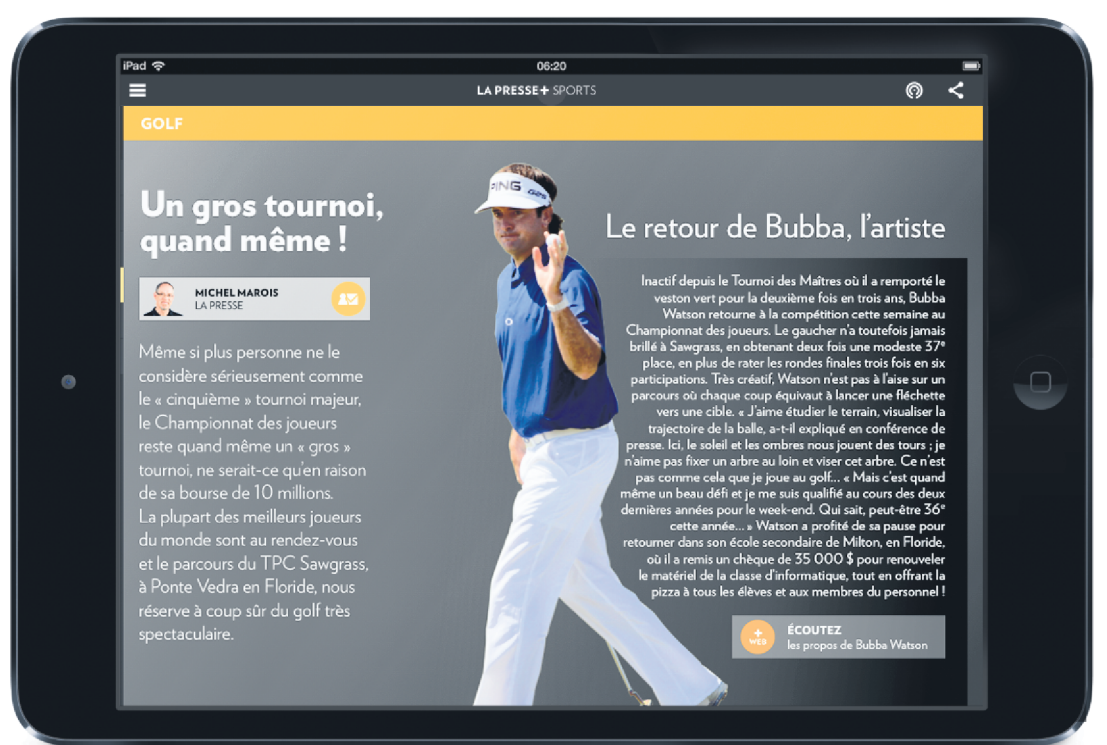 iPad
06:20
LA PRESSE+ SPORTS
GOLF
Un gros tournoi,
quand même !
MICHEL MAROIS
LA PRESSE
Même si plus personne ne le
considère sérieusement comme
le « cinquième » tournoi majeur,
le Championnat des joueurs
reste quand même un « gros »
tournoi, ne serait-ce qu'en raison
de sa bourse de 10 millions.
La plupart des meilleurs joueurs
du monde sont au rendez-vous
et le parcours du TPC Sawgrass,
à Ponte Vedra en Floride, nous
réserve à coup sûr du golf très
spectaculaire.
PING
Le retour de Bubba, l'artiste
Inactif depuis le Tournoi des Maîtres où il a remporté le
veston vert pour la deuxième fois en trois ans, Bubba
Watson retourne à la compétition cette semaine au
Championnat des joueurs. Le gaucher n'a toutefois jamais
brillé à Sawgrass, en obtenant deux fois une modeste 37e
place, en plus de rater les rondes finales trois fois en six
participations. Très créatif, Watson n'est pas à l'aise sur un
parcours où chaque coup équivaut à lancer une fléchette
vers une cible. « J'aime étudier le terrain, visualiser la
trajectoire de la balle, a-t-il expliqué en conférence de
presse. Ici, le soleil et les ombres nous jouent des tours ; je
n'aime pas fixer un arbre au loin et viser cet arbre. Ce n'est
pas comme cela que je joue au golf... « Mais c'est quand
même un beau défi et je me suis qualifié au cours des deux
dernières années pour le week-end. Qui sait, peut-être 36e
cette année... » Watson a profité de sa pause pour
retourner dans son école secondaire de Milton, en Floride,
où il a remis un chèque de 35 000 $ pour renouveler
le matériel de la classe d'informatique, tout en offrant la
pizza à tous les élèves et aux membres du personnel !
+
WEB
ÉCOUTEZ
les propos de Bubba Watson